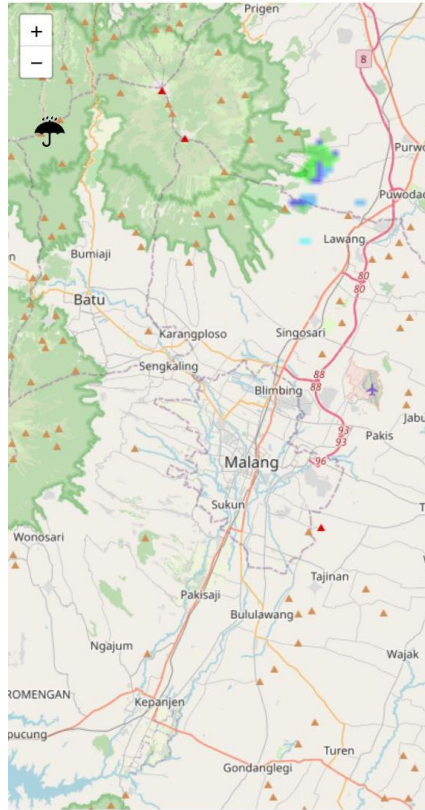 Prigen
+
−
8
Purwo
Puwodad
Lawang
Bumiaji
80
80
Batu
Karangploso
Singosari
Sengkaling
88
88
Blimbing
Jabu
93
93
Pakis
96
Malang
Sukun
T
Wonosari
Tajinan
Pakisaji
Bululawang
Ngajum
Wajak
ROMENGAN
Kepanjen
pucung
Turen
Gondanglegi